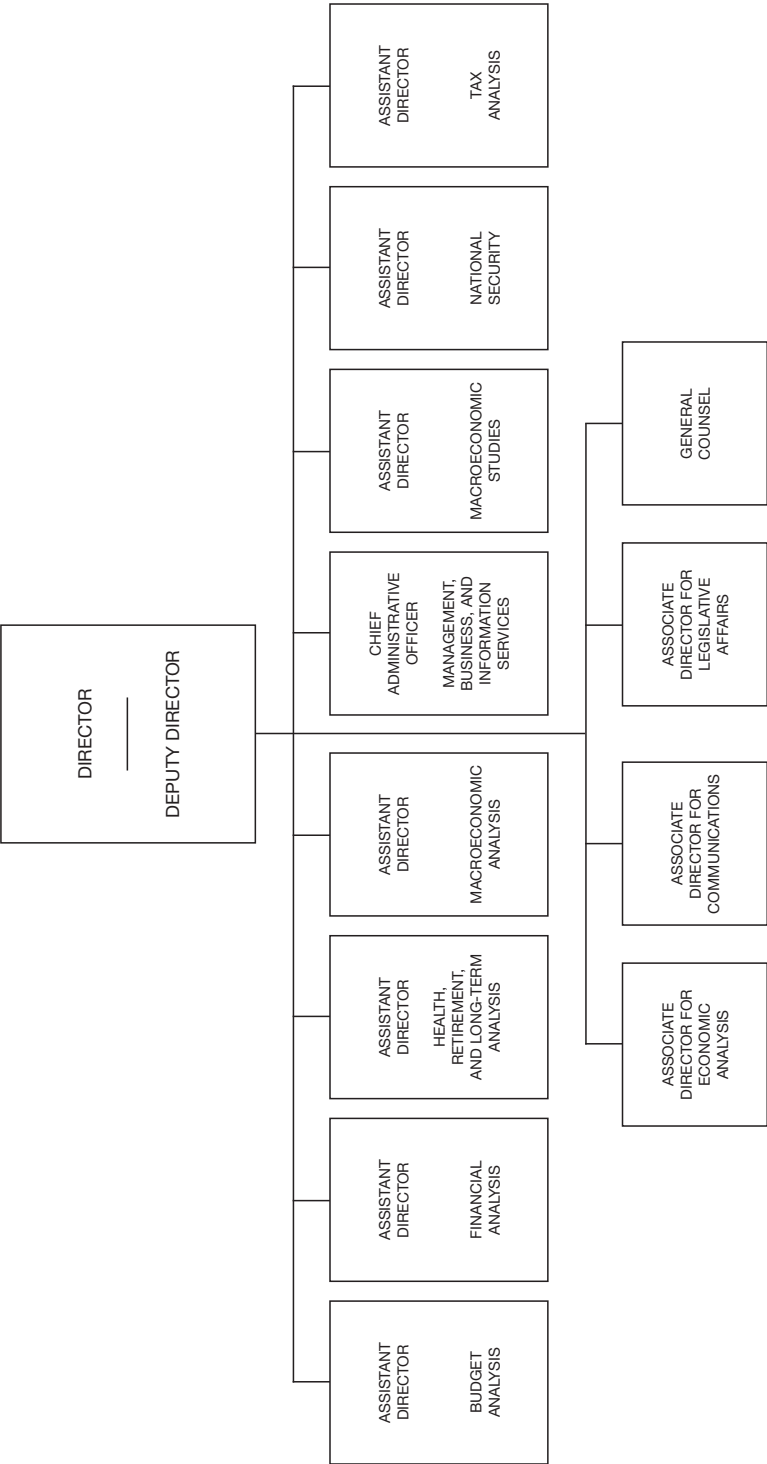 DIRECTOR
DEPUTY DIRECTOR
ASSISTANT
DIRECTOR
BUDGET
ANALYSIS
ASSISTANT
DIRECTOR
FINANCIAL
ANALYSIS
ASSISTANT
DIRECTOR
HEALTH,
RETIREMENT,
AND LONG-TERM
ANALYSIS
ASSISTANT
DIRECTOR
MACROECONOMIC
ANALYSIS
CHIEF
ADMINISTRATIVE
OFFICER
MANAGEMENT,
BUSINESS, AND
INFORMATION
SERVICES
ASSISTANT
DIRECTOR
MACROECONOMIC
STUDIES
ASSISTANT
DIRECTOR
NATIONAL
SECURITY
ASSISTANT
DIRECTOR
TAX
ANALYSIS
ASSOCIATE
DIRECTOR FOR
ECONOMIC
ANALYSIS
ASSOCIATE
DIRECTOR FOR
COMMUNICATIONS
ASSOCIATE
DIRECTOR FOR
LEGISLATIVE
AFFAIRS
GENERAL
COUNSEL